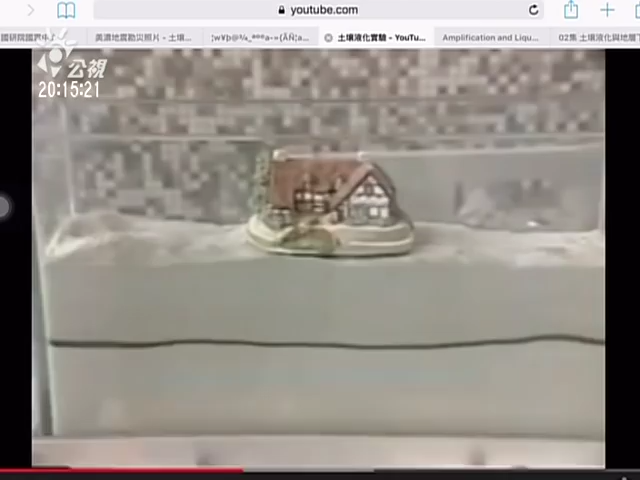 youtube.com
美濃地震勘災照片 - 土壤...
土壤液化實驗 - YouTu...
Amplification and Liqu...
02集 土壤液化與地層下
公視
20:15:21